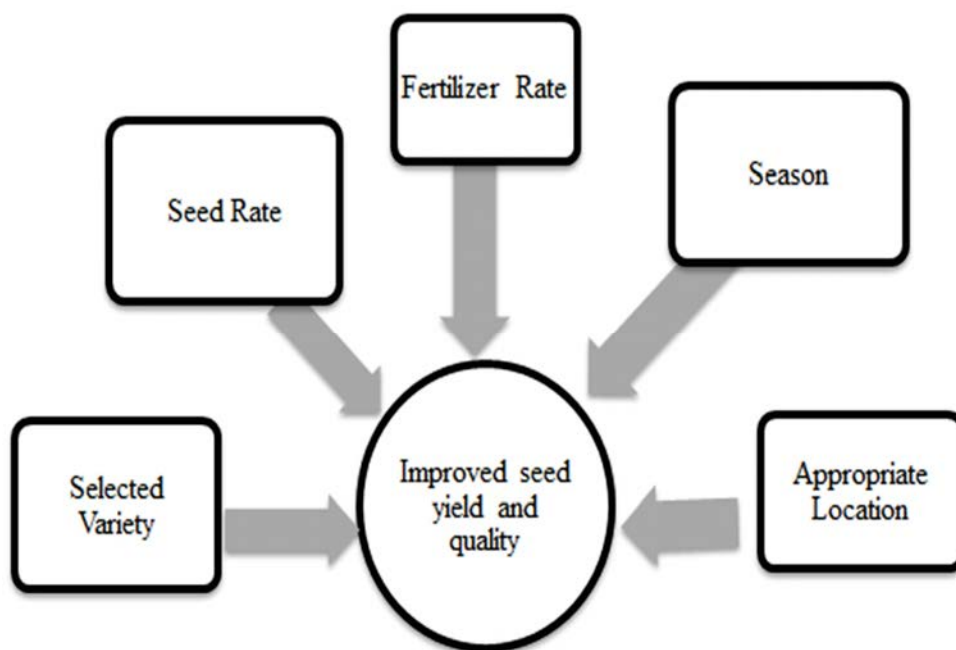 Fertilizer Rate
Seed Rate
Season
Selected
Variety
Improved seed
yield and
quality
Appropriate
Location